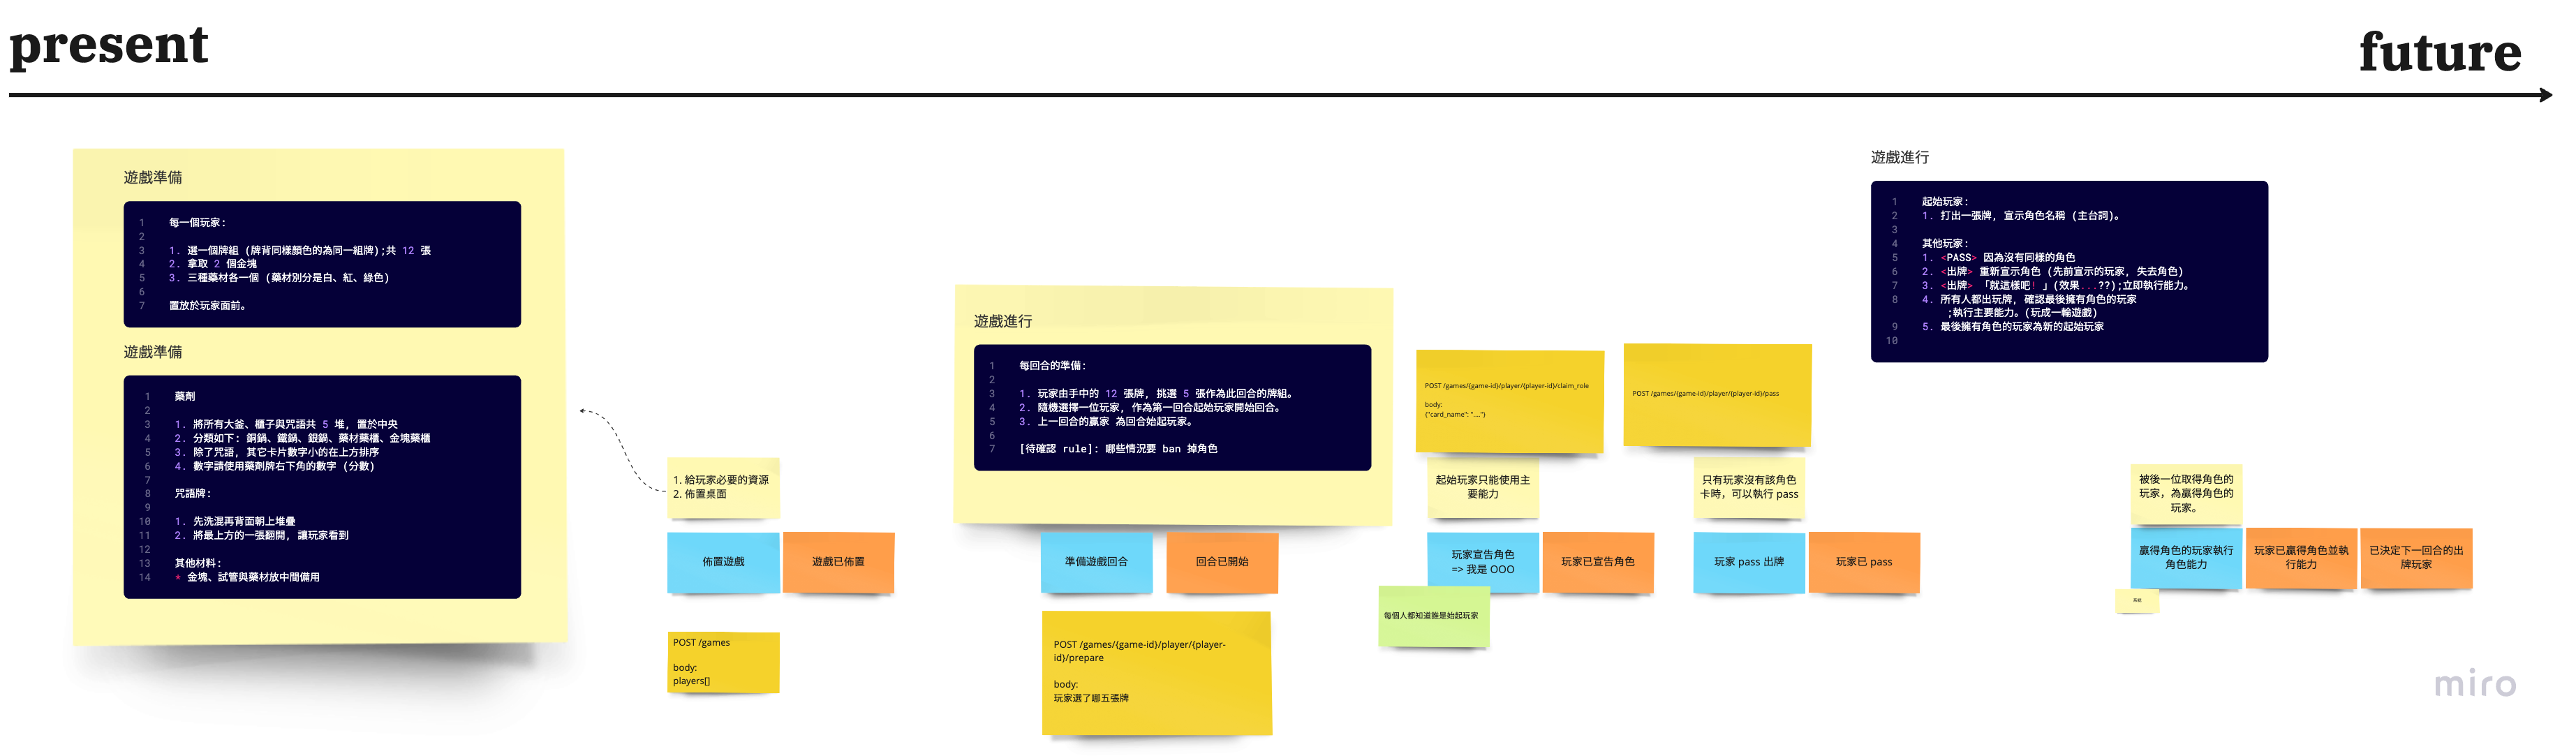 present
future
遊戲準備
1 每一個玩家:
2
3 1. 選一個牌組 (牌背同樣顏色的為同一組牌);共 12 張
4 2. 拿取 2 個金塊
5 3. 三種藥材各一個 (藥材別分是白、紅、綠色)
6
7 置放於玩家面前。
遊戲準備
1 藥劑
2
3 1. 將所有大釜、櫃子與咒語共 5 堆, 置於中央
4 2. 分類如下: 銅鍋、鐵鍋、銀鍋、藥材藥櫃、金塊藥櫃
5 3. 除了咒語, 其它卡片數字小的在上方排序
6 4. 數字請使用藥劑牌右下角的數字 (分數)
7
8 咒語牌:
9
10 1. 先洗混再背面朝上堆疊
11 2. 將最上方的一張翻開, 讓玩家看到
12
13 其他材料:
14 * 金塊、試管與藥材放中間備用
1. 給玩家必要的資源
2. 佈置桌面
佈置遊戲
遊戲已佈置
POST /games
body:
players[]
遊戲進行
1 每回合的準備:
2
3 1. 玩家由手中的 12 張牌, 挑選 5 張作為此回合的牌組。
4 2. 隨機選擇一位玩家, 作為第一回合起始玩家開始回合。
5 3. 上一回合的贏家 為回合始起玩家。
6
7 [待確認 rule]: 哪些情況要 ban 掉角色
準備遊戲回合
回合已開始
POST /games/{game-id}/player/{player-
id}/prepare
body:
玩家選了哪五張牌
POST /games/{game-id}/player/{player-id}/claim_role
body:
{"card_name": "...."}
起始玩家只能使用主
要能力
玩家宣告角色
=> 我是 OOO
玩家已宣告角色
每個人都知道誰是始起玩家
POST /games/{game-id}/player/{player-id}/pass
只有玩家沒有該角色
卡時，可以執行 pass
玩家 pass 出牌
玩家已 pass
遊戲進行
1 起始玩家:
2 1. 打出一張牌, 宣示角色名稱 (主台詞)。
3
4 其他玩家:
5 1. <PASS> 因為沒有同樣的角色
6 2. <出牌> 重新宣示角色 (先前宣示的玩家, 失去角色)
7 3. <出牌> 「就這樣吧! 」(效果...??);立即執行能力。
8 4. 所有人都出玩牌, 確認最後擁有角色的玩家
;執行主要能力。(玩成一輪遊戲)
9 5. 最後擁有角色的玩家為新的起始玩家
10
被後一位取得角色的
玩家，為贏得角色的
玩家。
贏得角色的玩家執行
角色能力
玩家已贏得角色並執
行能力
已決定下一回合的出
牌玩家
miro